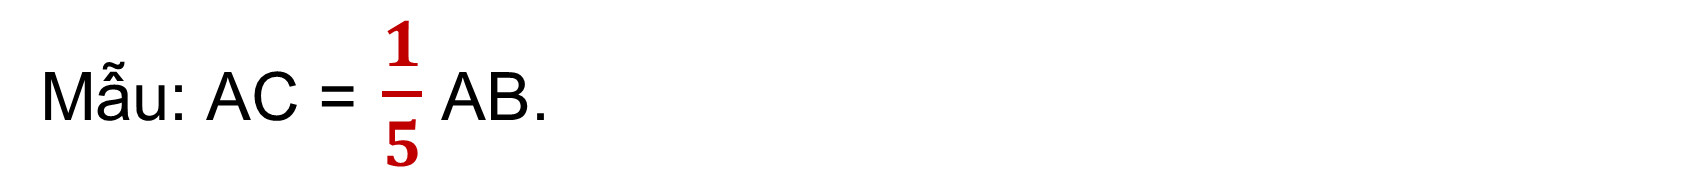 Mẫu: AC = 1/5 AB.